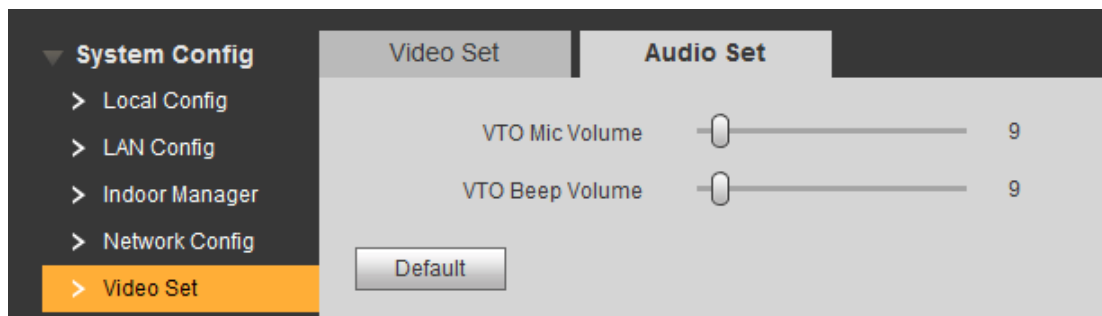 System Config
Local Config
LAN Config
Indoor Manager
Network Config
Video Set
Video Set
Audio Set
VTO Mic Volume 9
VTO Beep Volume 9
Default